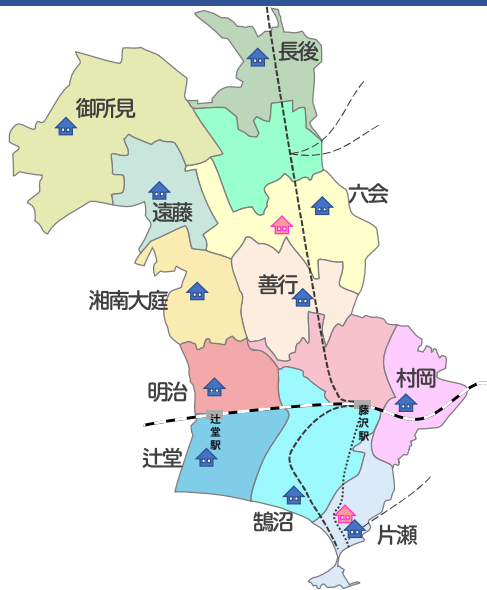 長後
御所見
六会
遠藤
善行
湘南大庭
村岡
明治
藤沢駅
辻堂駅
辻堂
鵠沼
片瀬